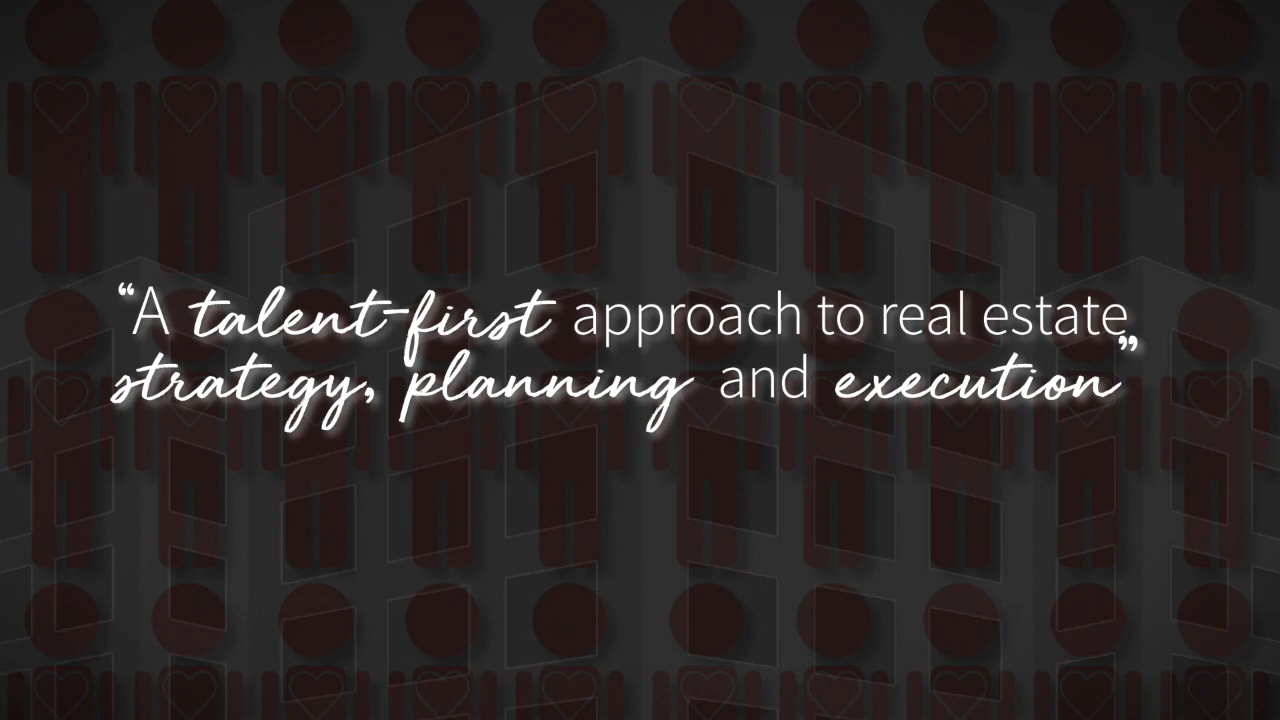 “A talent-first approach to real estate
strategy, planning and execution”